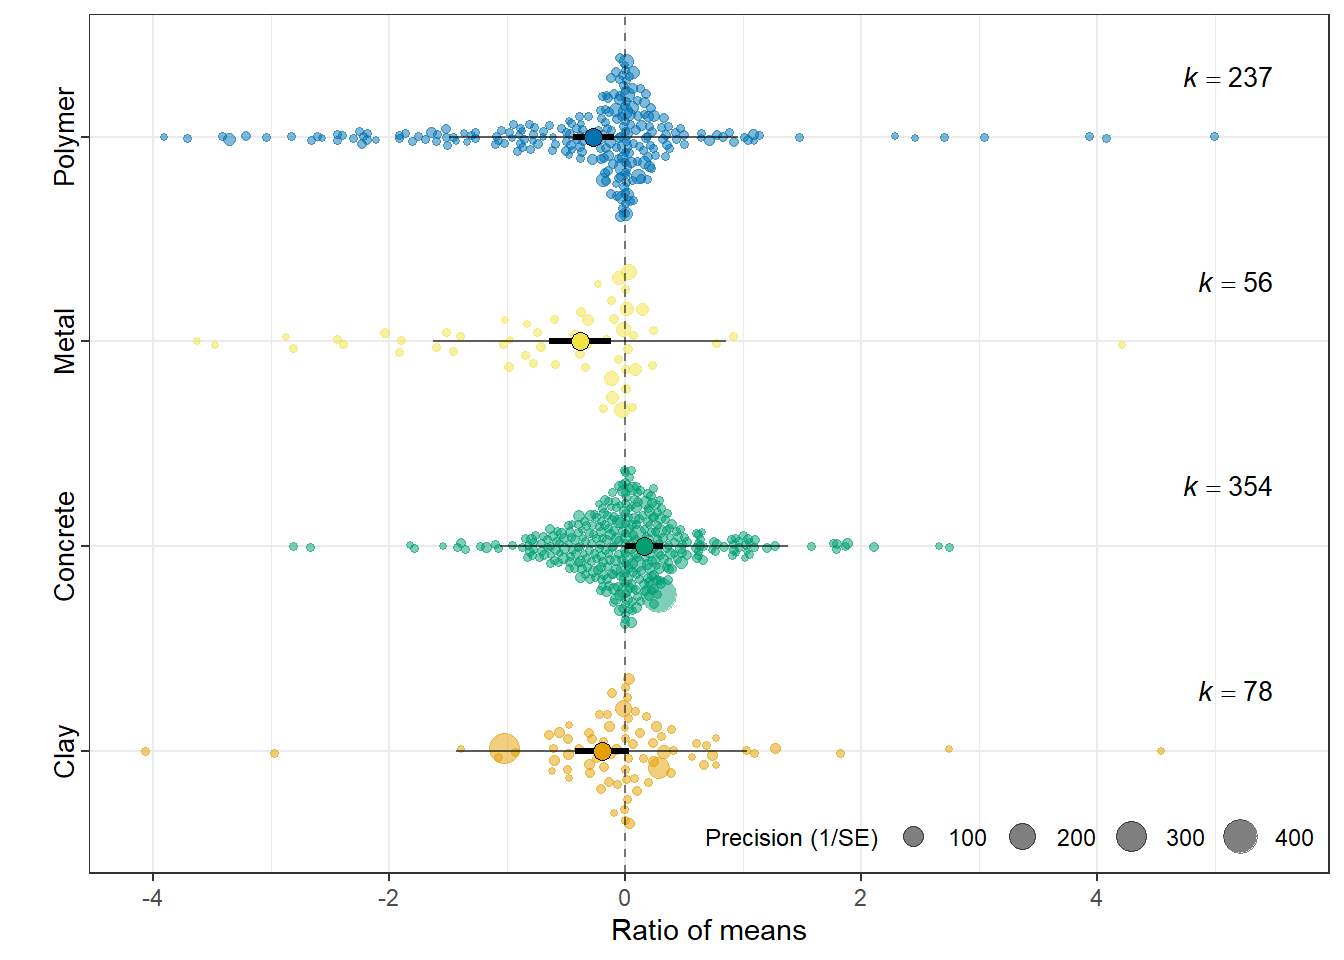 Polymer
k = 237
Metal
k = 56
Concrete
k = 354
Clay
k = 78
Precision (1/SE) 100 200 300 400
-4 -2 0 2 4
Ratio of means